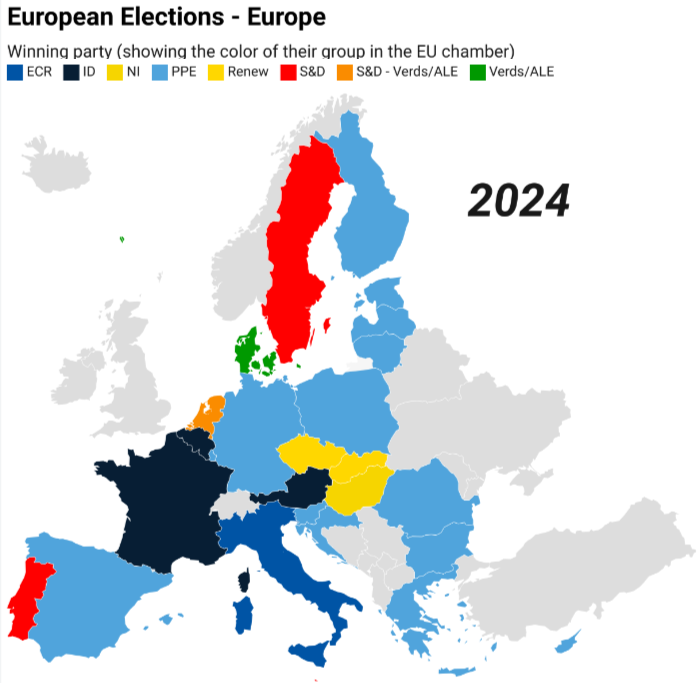 European Elections - Europe
Winning party (showing the color of their group in the EU chamber)
ECR ID NI PPE Renew S&D S&D - Verds/ALE Verds/ALE
2024